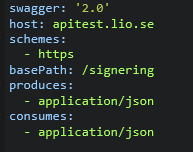 swagger: '2.0'
host: apitest.lio.se
schemes:
  - https
basePath: /signering
produces:
  - application/json
consumes:
  - application/json